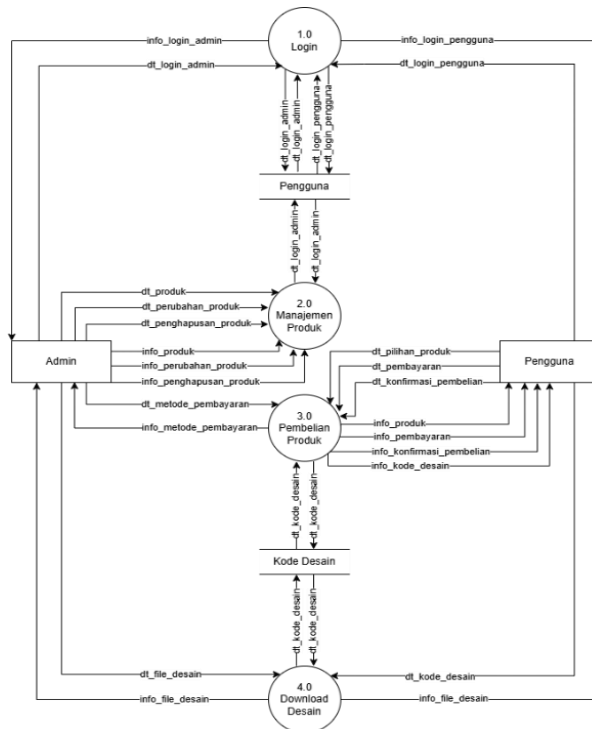 1.0
Login
info_login_admin
info_login_pengguna
dt_login_admin
dt_login_pengguna
dt_login_admin
dt_login_admin
dt_login_pengguna
dt_login_pengguna
Pengguna
dt_login_admin
dt_login_admin
2.0
Manajemen
Produk
dt_produk
dt_perubahan_produk
dt_penghapusan_produk
Admin
info_produk
info_perubahan_produk
info_penghapusan_produk
Pengguna
dt_pilihan_produk
dt_pembayaran
dt_konfirmasi_pembelian
dt_metode_pembayaran
info_metode_pembayaran
3.0
Pembelian
Produk
info_produk
info_pembayaran
info_konfirmasi_pembelian
info_kode_desain
dt_kode_desain
dt_kode_desain
Kode Desain
dt_kode_desain
dt_kode_desain
dt_file_desain
dt_kode_desain
4.0
Download
Desain
info_file_desain
info_file_desain